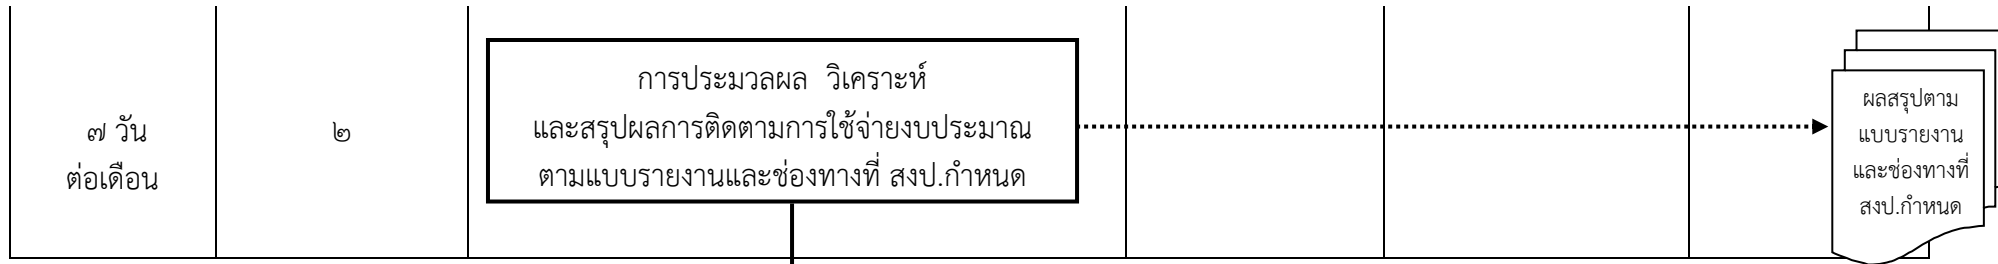 ๗ วัน
ต่อเดือน
๒
การประมวลผล วิเคราะห์
และสรุปผลการติดตามการใช้จ่ายงบประมาณ
ตามแบบรายงานและช่องทางที่ สงป.กำหนด
ผลสรุปตาม
แบบรายงาน
และช่องทางที่
สงป.กำหนด